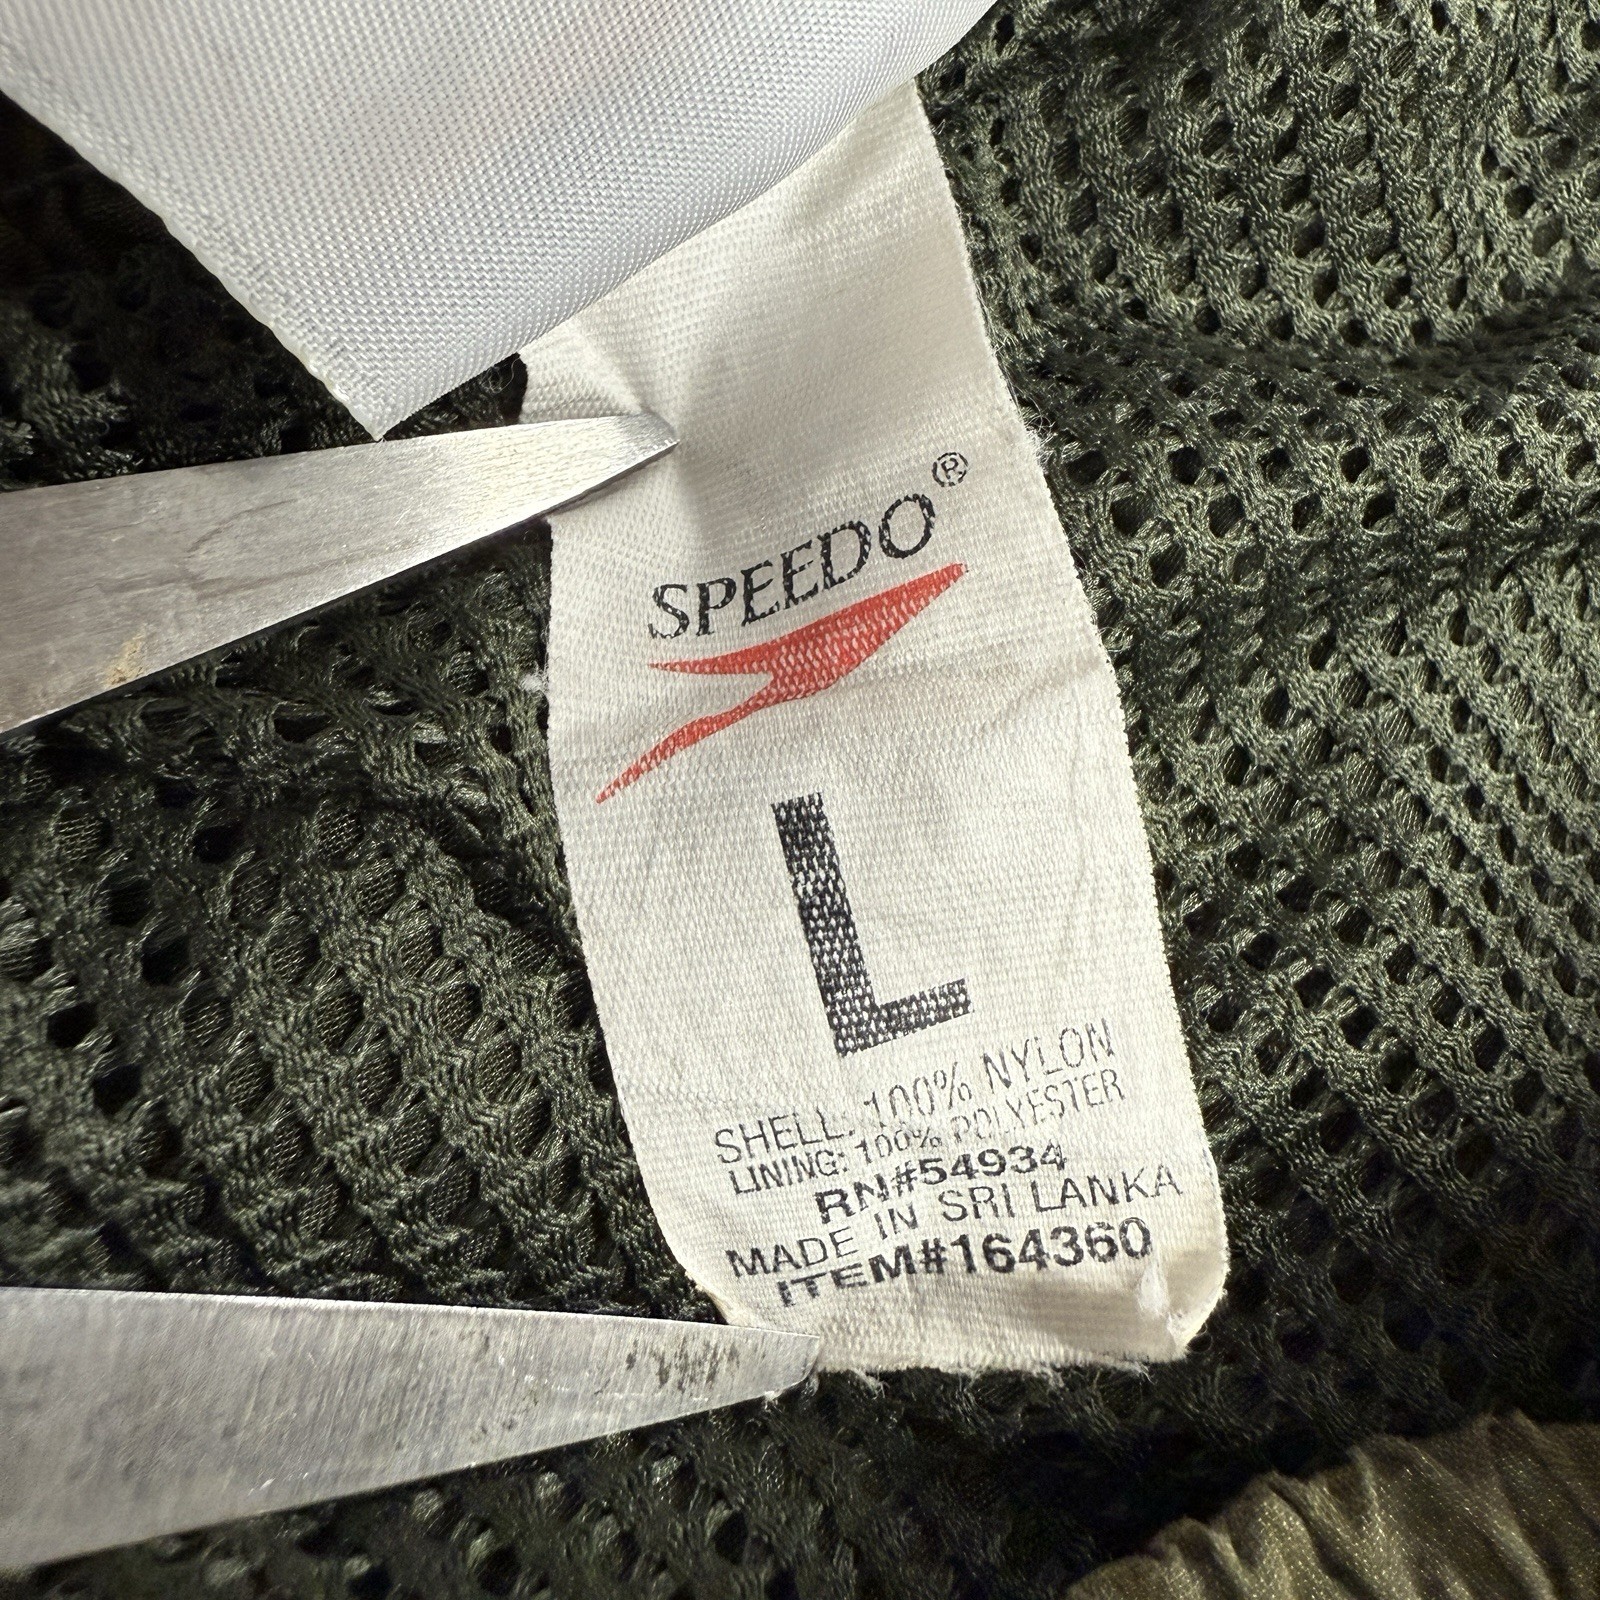 SPEEDO®
L
SHELL: 100% NYLON
LINING: 100% POLYESTER
RN#54934
MADE IN SRI LANKA
ITEM#164360